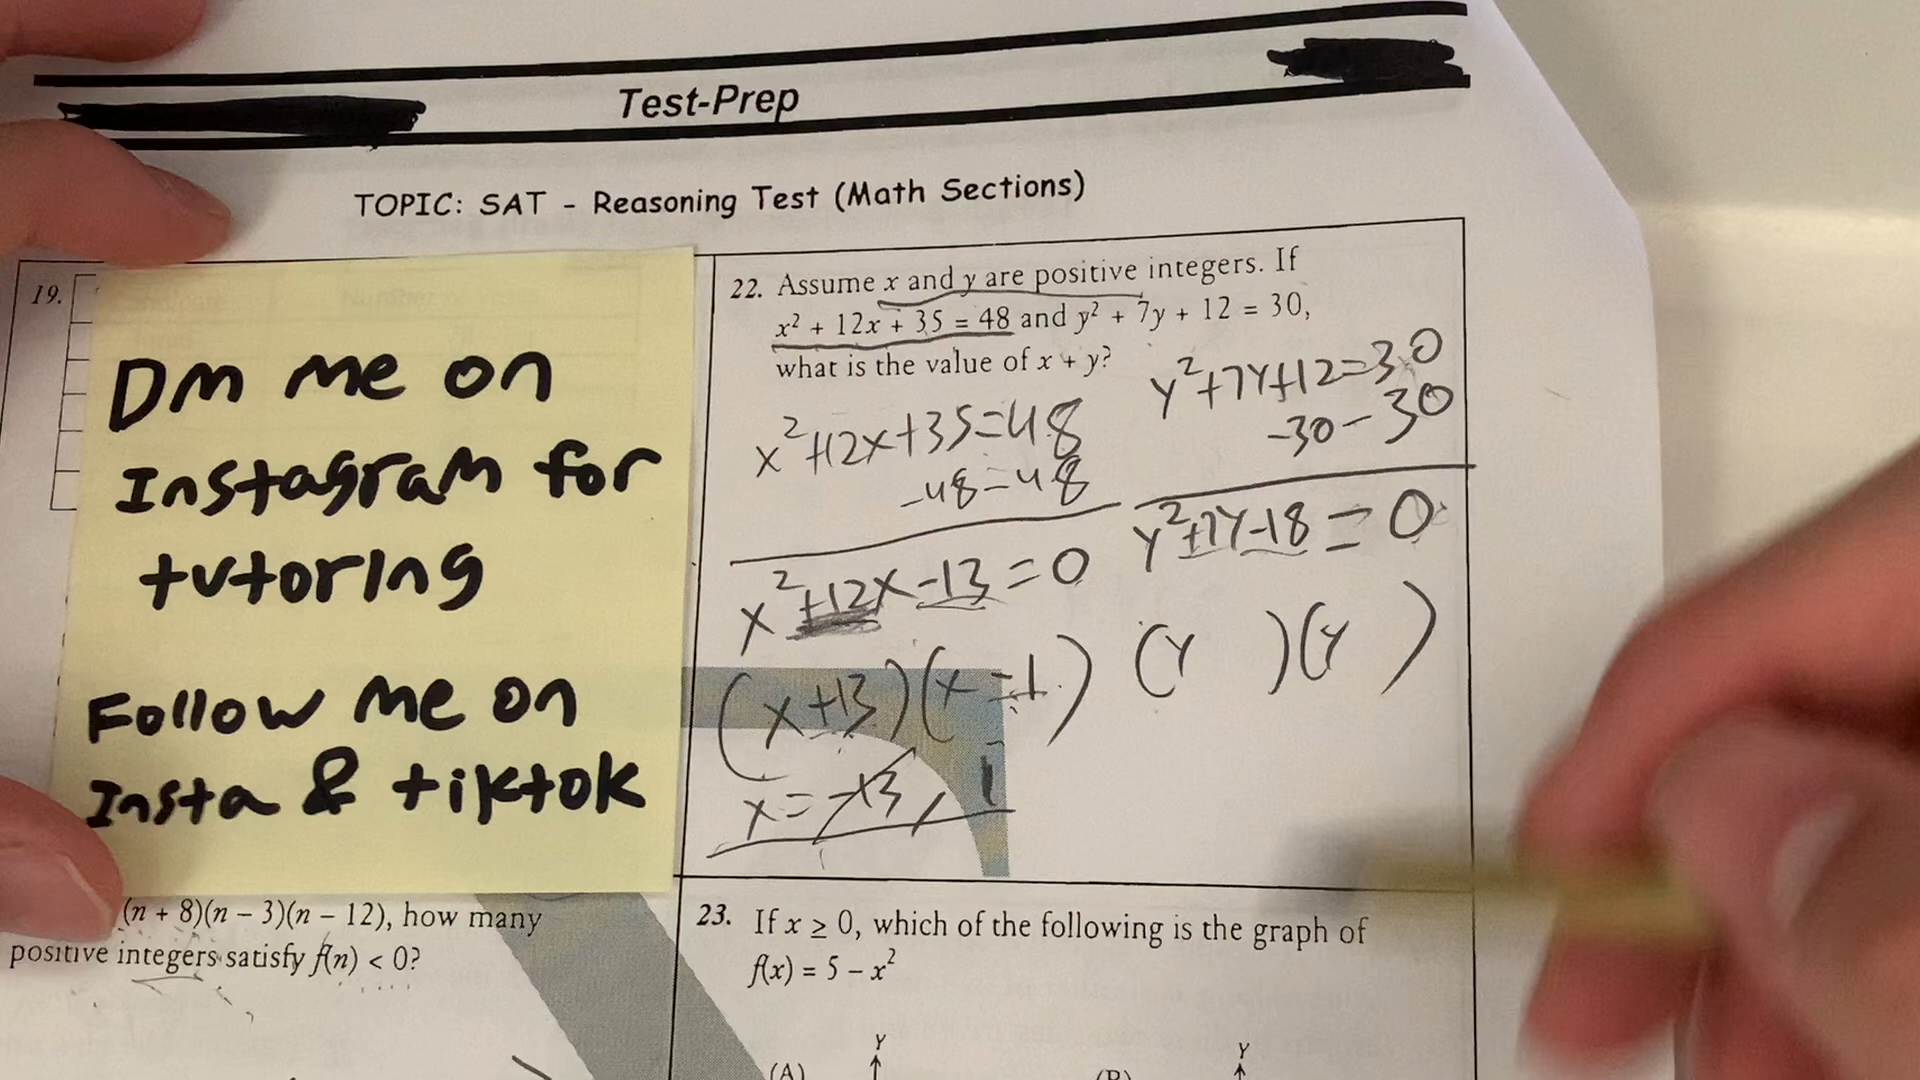 Test-Prep
TOPIC: SAT - Reasoning Test (Math Sections)
19.
Dm me on
Instagram for
tutoring
Follow me on
Insta & tiktok
(n + 8)(n − 3)(n − 12), how many
positive integers satisfy f(n) < 0?
22. Assume x and y are positive integers. If
x² + 12x + 35 = 48 and y² + 7y + 12 = 30,
what is the value of x + y?
x²+12x+35=48
-48=48
x²+12x-13=0
(x+13)(x-1)
x=-13, 1
y²+7y+12=30
-30-30
y²+7y-18=0
(y )(y )
23. If x ≥ 0, which of the following is the graph of
f(x) = 5 − x²
(A)
Y
(B)
Y